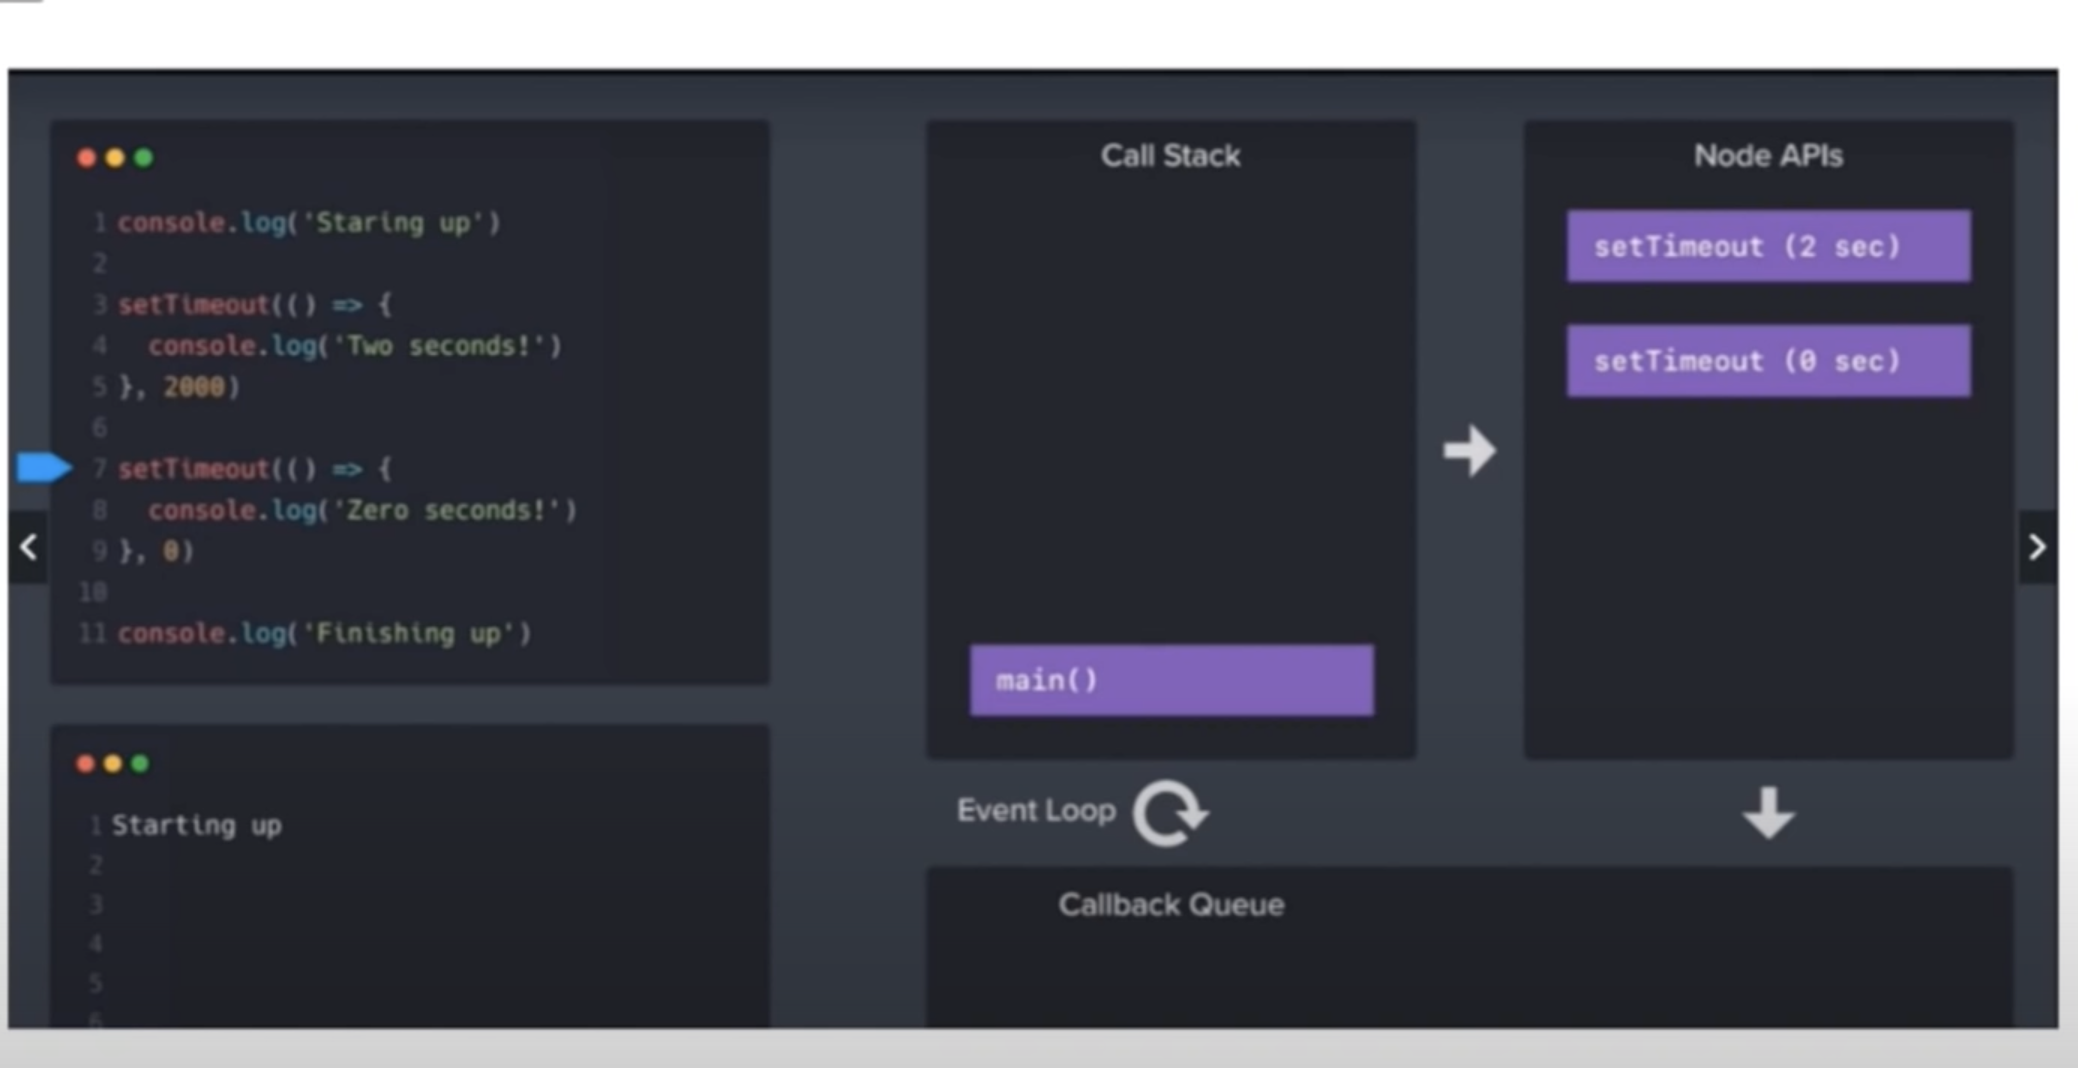 1 console.log('Staring up')
2
3 setTimeout(() => {
4   console.log('Two seconds!')
5 }, 2000)
6
7 setTimeout(() => {
8   console.log('Zero seconds!')
9 }, 0)
10
11 console.log('Finishing up')
1 Starting up
2
3
4
5
6
Call Stack
main()
Event Loop
Node APIs
setTimeout (2 sec)
setTimeout (0 sec)
Callback Queue